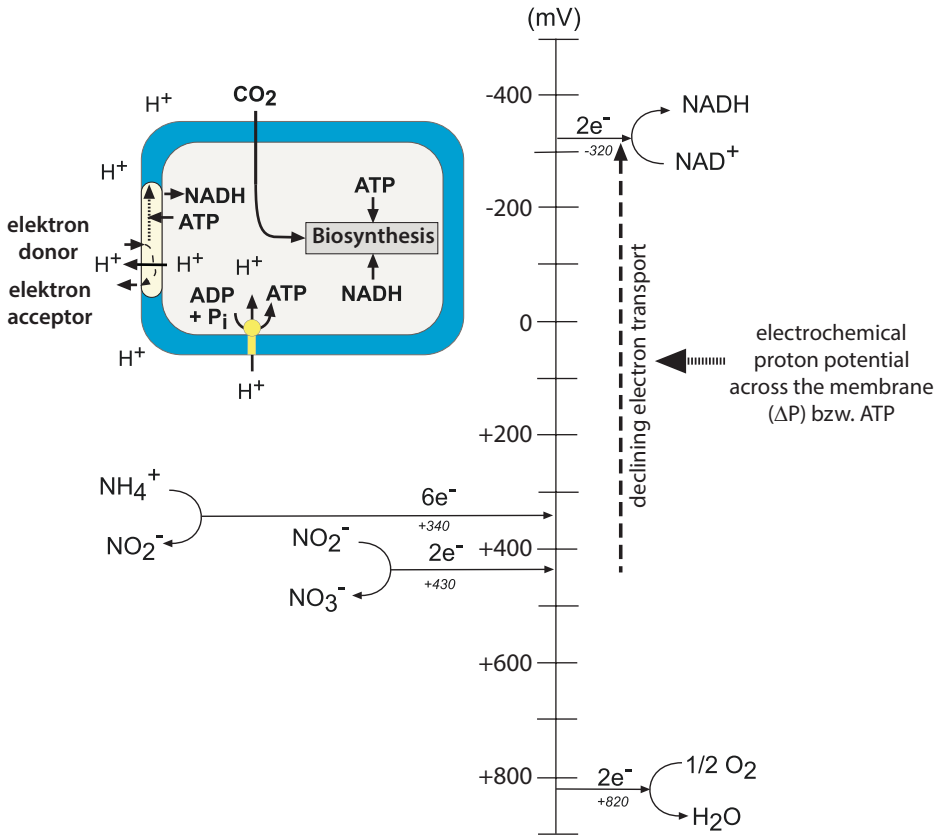 (mV)
-400
-200
0
+200
+400
+600
+800
H+
CO2
H+
NADH
ATP
elektron
donor
H+
H+
elektron
acceptor
ATP
Biosynthesis
NADH
H+
ADP
+ Pi
ATP
H+
H+
2e-
-320
NADH
NAD+
declining electron transport
electrochemical
proton potential
across the membrane
(ΔP) bzw. ATP
NH4+
NO2-
6e-
+340
NO2-
NO3-
2e-
+430
2e-
+820
1/2 O2
H2O